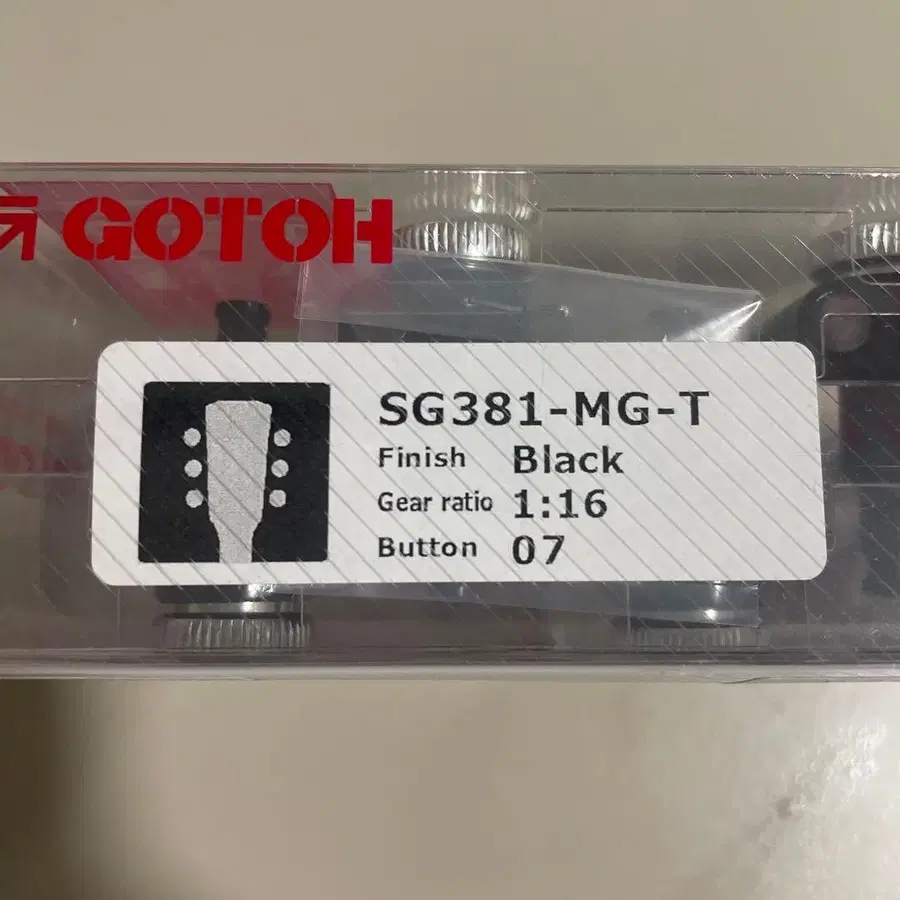 GOTOH
SG381-MG-T
Finish Black
Gear ratio 1:16
Button 07